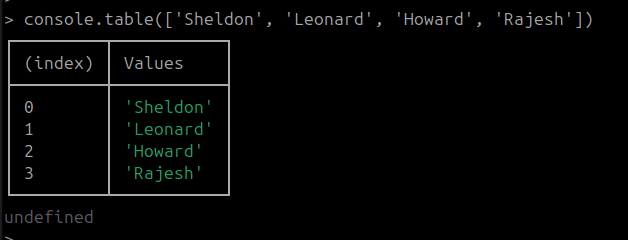 > console.table(['Sheldon', 'Leonard', 'Howard', 'Rajesh'])
(index) Values
0 'Sheldon'
1 'Leonard'
2 'Howard'
3 'Rajesh'
undefined
>